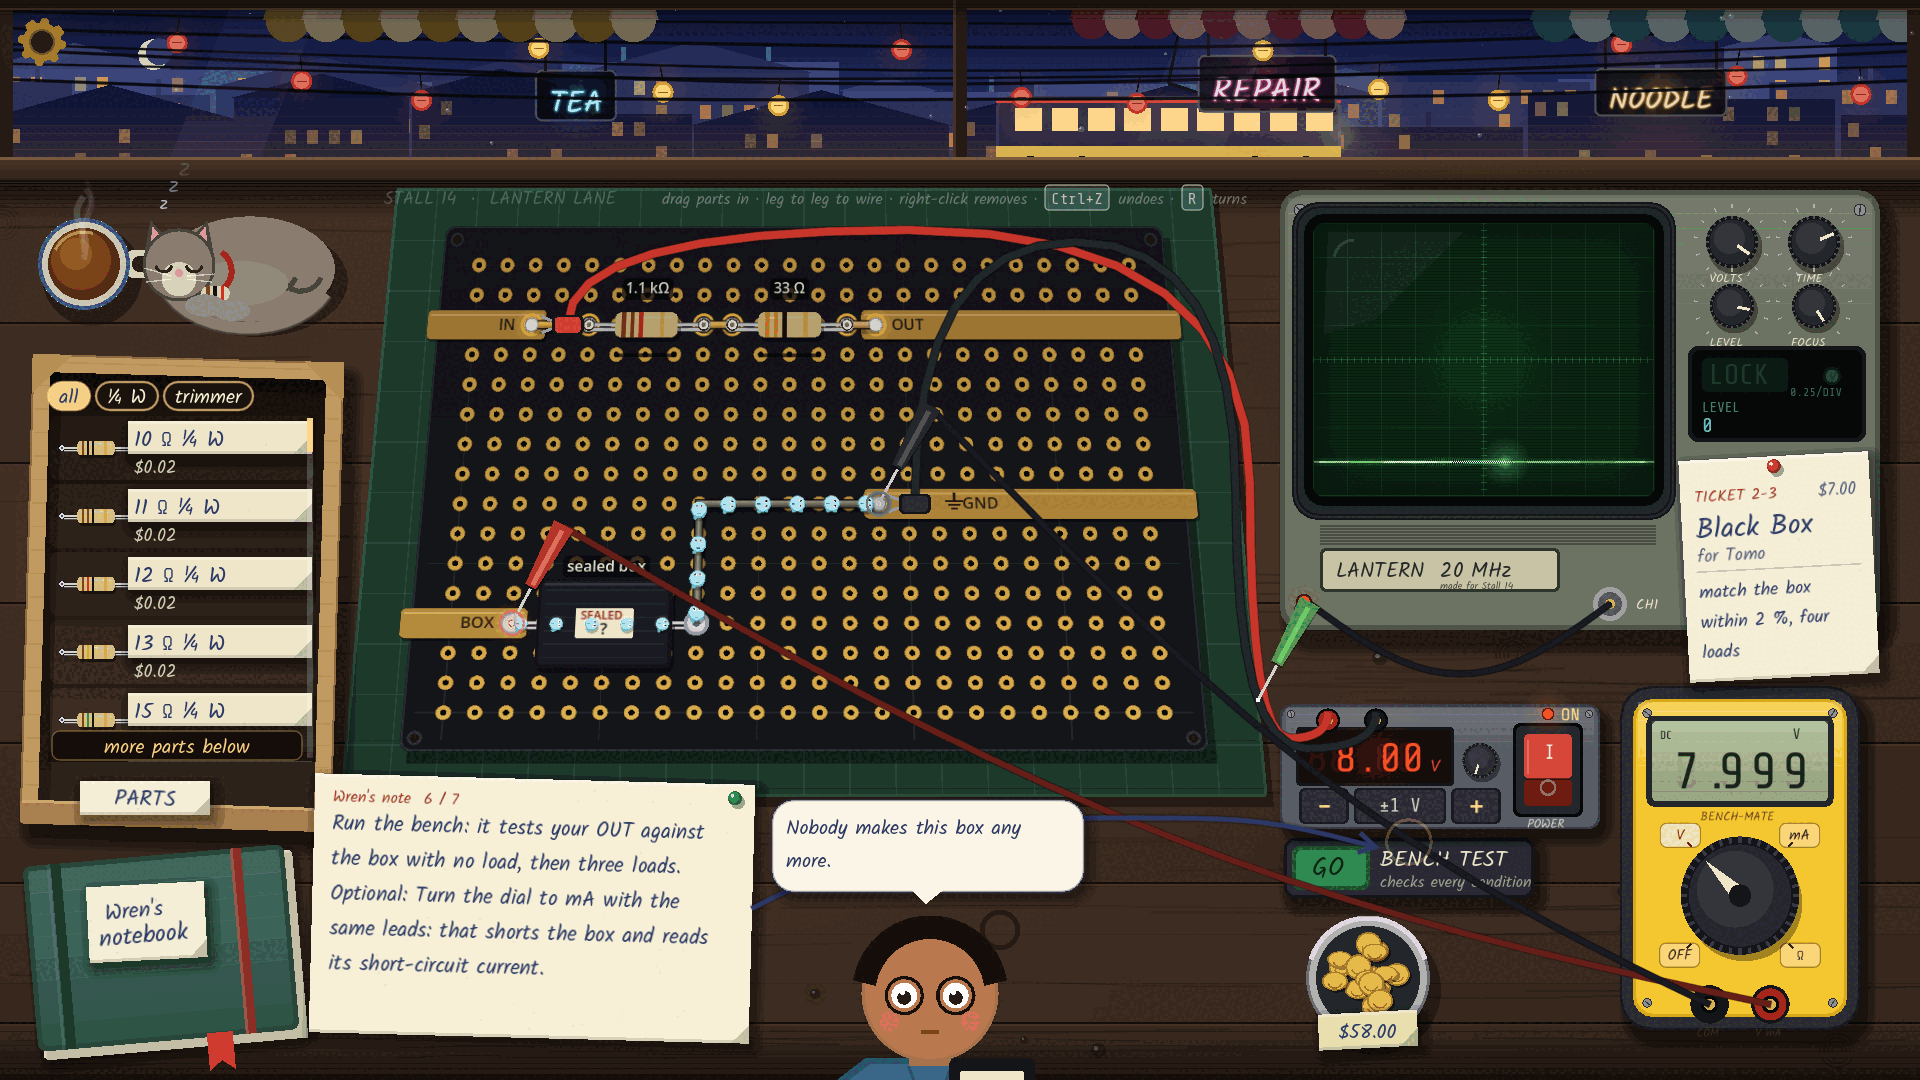 TEA
REPAIR
NOODLE
STALL 14 · LANTERN LANE
drag parts in · leg to leg to wire · right-click removes · Ctrl+Z undoes · R turns
z
z
z
1.1 kΩ
33 Ω
IN
OUT
GND
sealed box
BOX
SEALED
?
all
¼ W
trimmer
10 Ω ¼ W
$0.02
11 Ω ¼ W
$0.02
12 Ω ¼ W
$0.02
13 Ω ¼ W
$0.02
15 Ω ¼ W
more parts below
PARTS
Wren's
notebook
Wren's note 6 / 7
Run the bench: it tests your OUT against
the box with no load, then three loads.
Optional: Turn the dial to mA with the
same leads: that shorts the box and reads
its short-circuit current.
Nobody makes this box any
more.
VOLTS
TIME
LEVEL
FOCUS
LOCK
0.25/DIV
LEVEL
0
LANTERN 20 MHz
made for Stall 14
CH1
TICKET 2-3
$7.00
Black Box
for Tomo
match the box
within 2 %, four
loads
ON
8.00 V
I
− ±1 V +
POWER
GO
BENCH TEST
checks every condition
$58.00
DC
V
7.999
BENCH-MATE
V
mA
OFF
Ω
COM
V mA